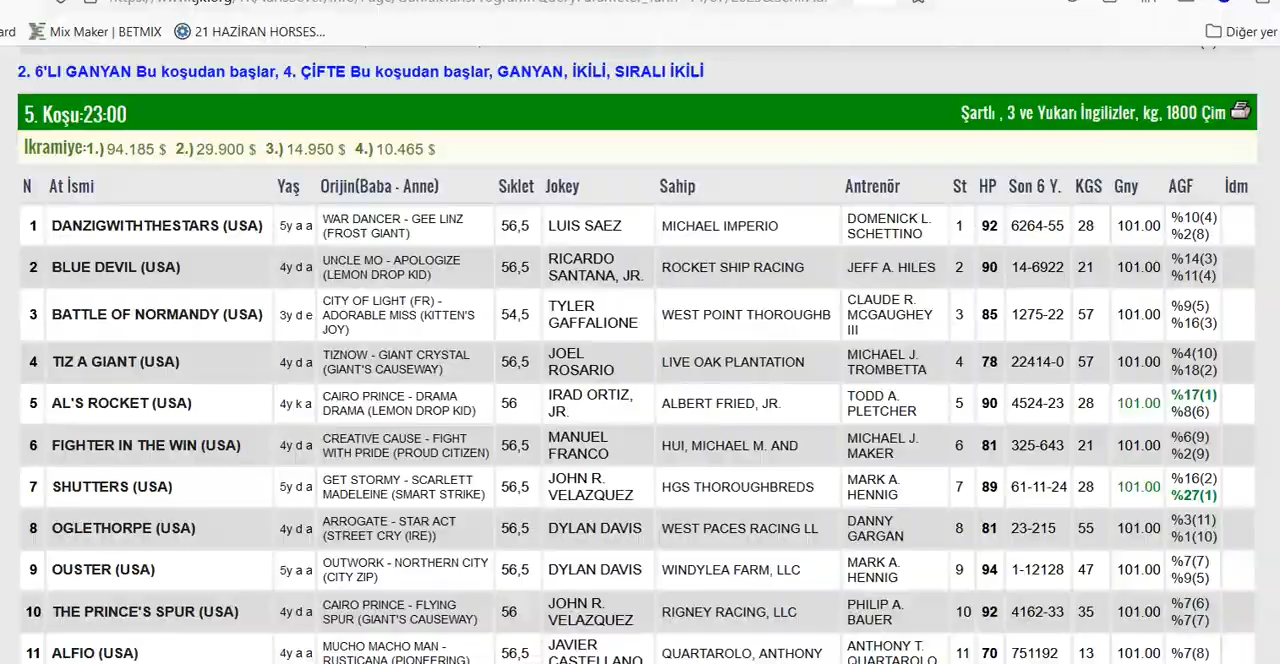 ard Mix Maker | BETMIX 21 HAZİRAN HORSES... Diğer yer
2. 6'LI GANYAN Bu koşudan başlar, 4. ÇİFTE Bu koşudan başlar, GANYAN, İKİLİ, SIRALI İKİLİ
5. Koşu:23:00 Şartlı , 3 ve Yukarı İngilizler, kg, 1800 Çim
İkramiye:1.) 94.185 $ 2.) 29.900 $ 3.) 14.950 $ 4.) 10.465 $
N At İsmi Yaş Orijin(Baba - Anne) Sıklet Jokey Sahip Antrenör St HP Son 6 Y. KGS Gny AGF İdm
1 DANZIGWITHTHESTARS (USA) 5y a a WAR DANCER - GEE LINZ (FROST GIANT) 56,5 LUIS SAEZ MICHAEL IMPERIO DOMENICK L. SCHETTINO 1 92 6264-55 28 101.00 %10(4) %2(8)
2 BLUE DEVIL (USA) 4y d a UNCLE MO - APOLOGIZE (LEMON DROP KID) 56,5 RICARDO SANTANA, JR. ROCKET SHIP RACING JEFF A. HILES 2 90 14-6922 21 101.00 %14(3) %11(4)
3 BATTLE OF NORMANDY (USA) 3y d e CITY OF LIGHT (FR) - ADORABLE MISS (KITTEN'S JOY) 54,5 TYLER GAFFALIONE WEST POINT THOROUGHB CLAUDE R. MCGAUGHEY III 3 85 1275-22 57 101.00 %9(5) %16(3)
4 TIZ A GIANT (USA) 4y d a TIZNOW - GIANT CRYSTAL (GIANT'S CAUSEWAY) 56,5 JOEL ROSARIO LIVE OAK PLANTATION MICHAEL J. TROMBETTA 4 78 22414-0 57 101.00 %4(10) %18(2)
5 AL'S ROCKET (USA) 4y k a CAIRO PRINCE - DRAMA DRAMA (LEMON DROP KID) 56 IRAD ORTIZ, JR. ALBERT FRIED, JR. TODD A. PLETCHER 5 90 4524-23 28 101.00 %17(1) %8(6)
6 FIGHTER IN THE WIN (USA) 4y d a CREATIVE CAUSE - FIGHT WITH PRIDE (PROUD CITIZEN) 56,5 MANUEL FRANCO HUI, MICHAEL M. AND MICHAEL J. MAKER 6 81 325-643 21 101.00 %6(9) %2(9)
7 SHUTTERS (USA) 5y d a GET STORMY - SCARLETT MADELEINE (SMART STRIKE) 56,5 JOHN R. VELAZQUEZ HGS THOROUGHBREDS MARK A. HENNIG 7 89 61-11-24 28 101.00 %16(2) %27(1)
8 OGLETHORPE (USA) 4y d a ARROGATE - STAR ACT (STREET CRY (IRE)) 56,5 DYLAN DAVIS WEST PACES RACING LL DANNY GARGAN 8 81 23-215 55 101.00 %3(11) %1(10)
9 OUSTER (USA) 5y a a OUTWORK - NORTHERN CITY (CITY ZIP) 56,5 DYLAN DAVIS WINDYLEA FARM, LLC MARK A. HENNIG 9 94 1-12128 47 101.00 %7(7) %9(5)
10 THE PRINCE'S SPUR (USA) 4y d a CAIRO PRINCE - FLYING SPUR (GIANT'S CAUSEWAY) 56 JOHN R. VELAZQUEZ RIGNEY RACING, LLC PHILIP A. BAUER 10 92 4162-33 35 101.00 %7(6) %7(7)
11 ALFIO (USA) 4y a a MUCHO MACHO MAN - RUSTICANA (PIONEERING) 56,5 JAVIER CASTELLANO QUARTAROLO, ANTHONY ANTHONY T. QUARTAROLO 11 70 751192 13 101.00 %7(8)